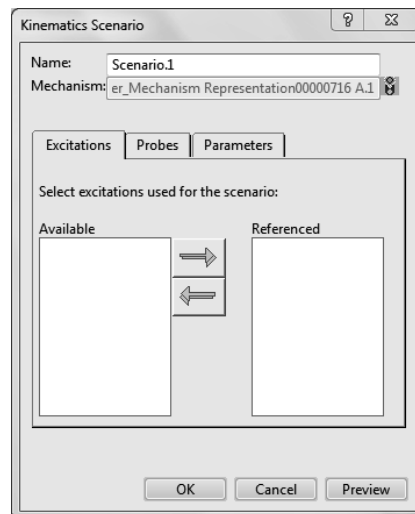 Kinematics Scenario
Name: Scenario.1
Mechanism: er_Mechanism Representation00000716 A.1
Excitations Probes Parameters
Select excitations used for the scenario:
Available Referenced
OK Cancel Preview